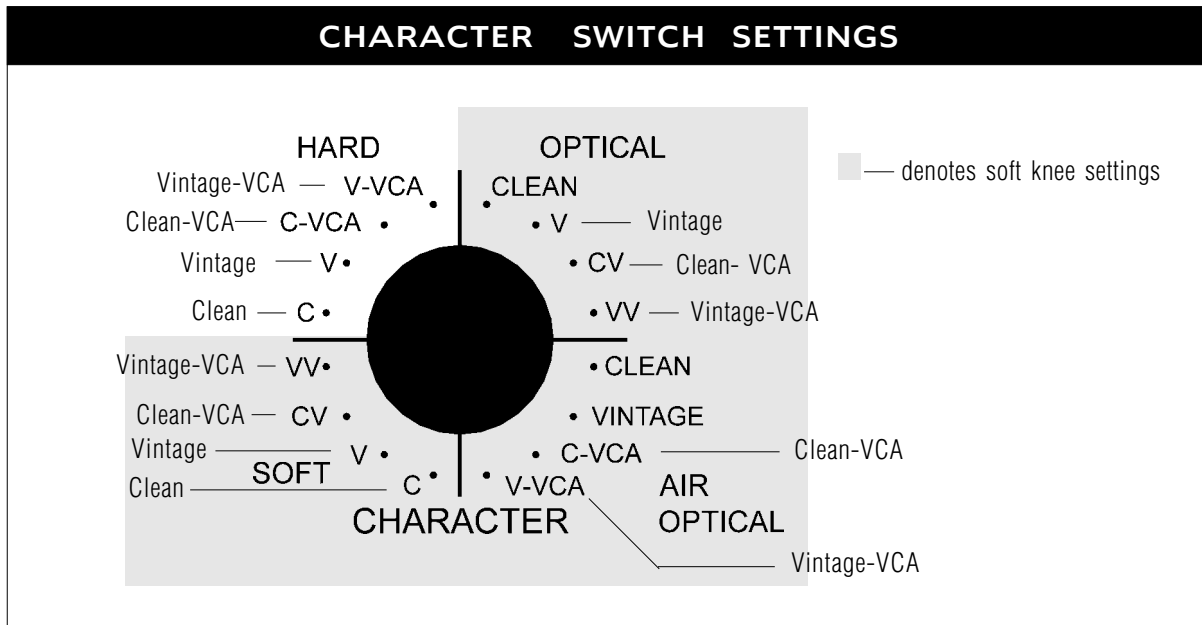 CHARACTER SWITCH SETTINGS
HARD
OPTICAL
Vintage-VCA — V-VCA
CLEAN
— denotes soft knee settings
Clean-VCA— C-VCA
V — Vintage
Vintage — V
CV — Clean- VCA
Clean — C
VV — Vintage-VCA
Vintage-VCA — VV
CLEAN
Clean-VCA — CV
VINTAGE
Vintage — V
C-VCA — Clean-VCA
SOFT
Clean — C
V-VCA
AIR
OPTICAL
CHARACTER
Vintage-VCA